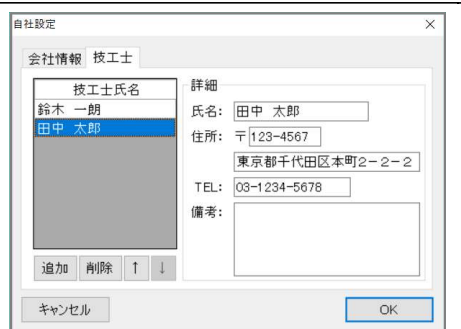 自社設定
会社情報 技工士
技工士氏名
鈴木 一朗
田中 太郎
追加 削除 ↑ ↓
詳細
氏名: 田中 太郎
住所: 〒123-4567
東京都千代田区本町2-2-2
TEL: 03-1234-5678
備考:
キャンセル OK